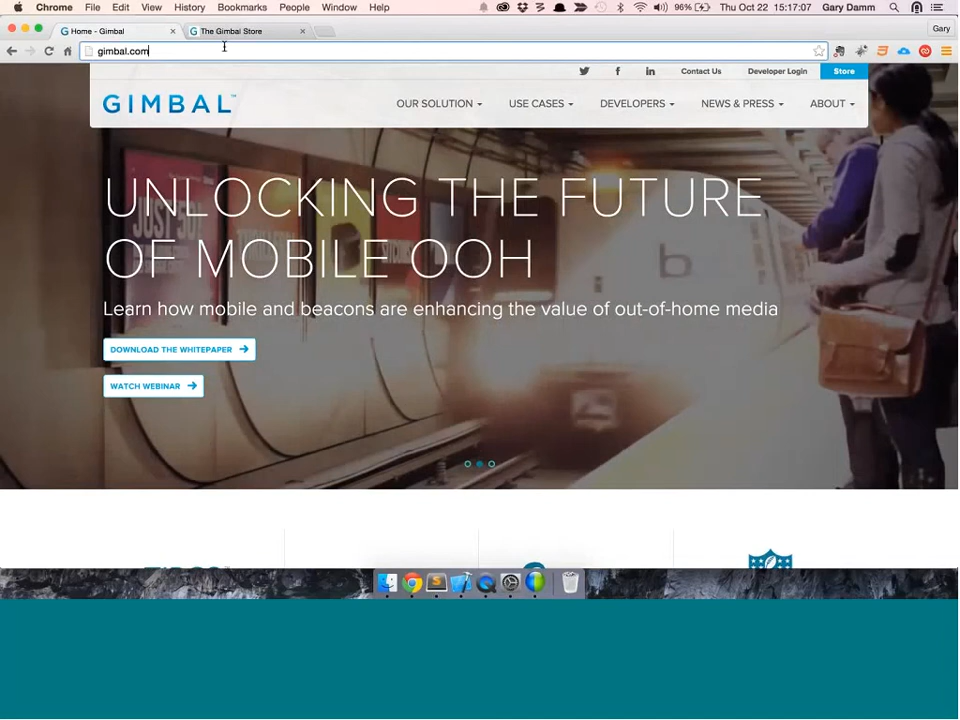 Chrome File Edit View History Bookmarks People Window Help 96% Thu Oct 22 15:17:07 Gary Damm
Home - Gimbal The Gimbal Store Gary
gimbal.com
Contact Us Developer Login Store
GIMBAL™ OUR SOLUTION USE CASES DEVELOPERS NEWS & PRESS ABOUT
UNLOCKING THE FUTURE
OF MOBILE OOH
Learn how mobile and beacons are enhancing the value of out-of-home media
DOWNLOAD THE WHITEPAPER
WATCH WEBINAR